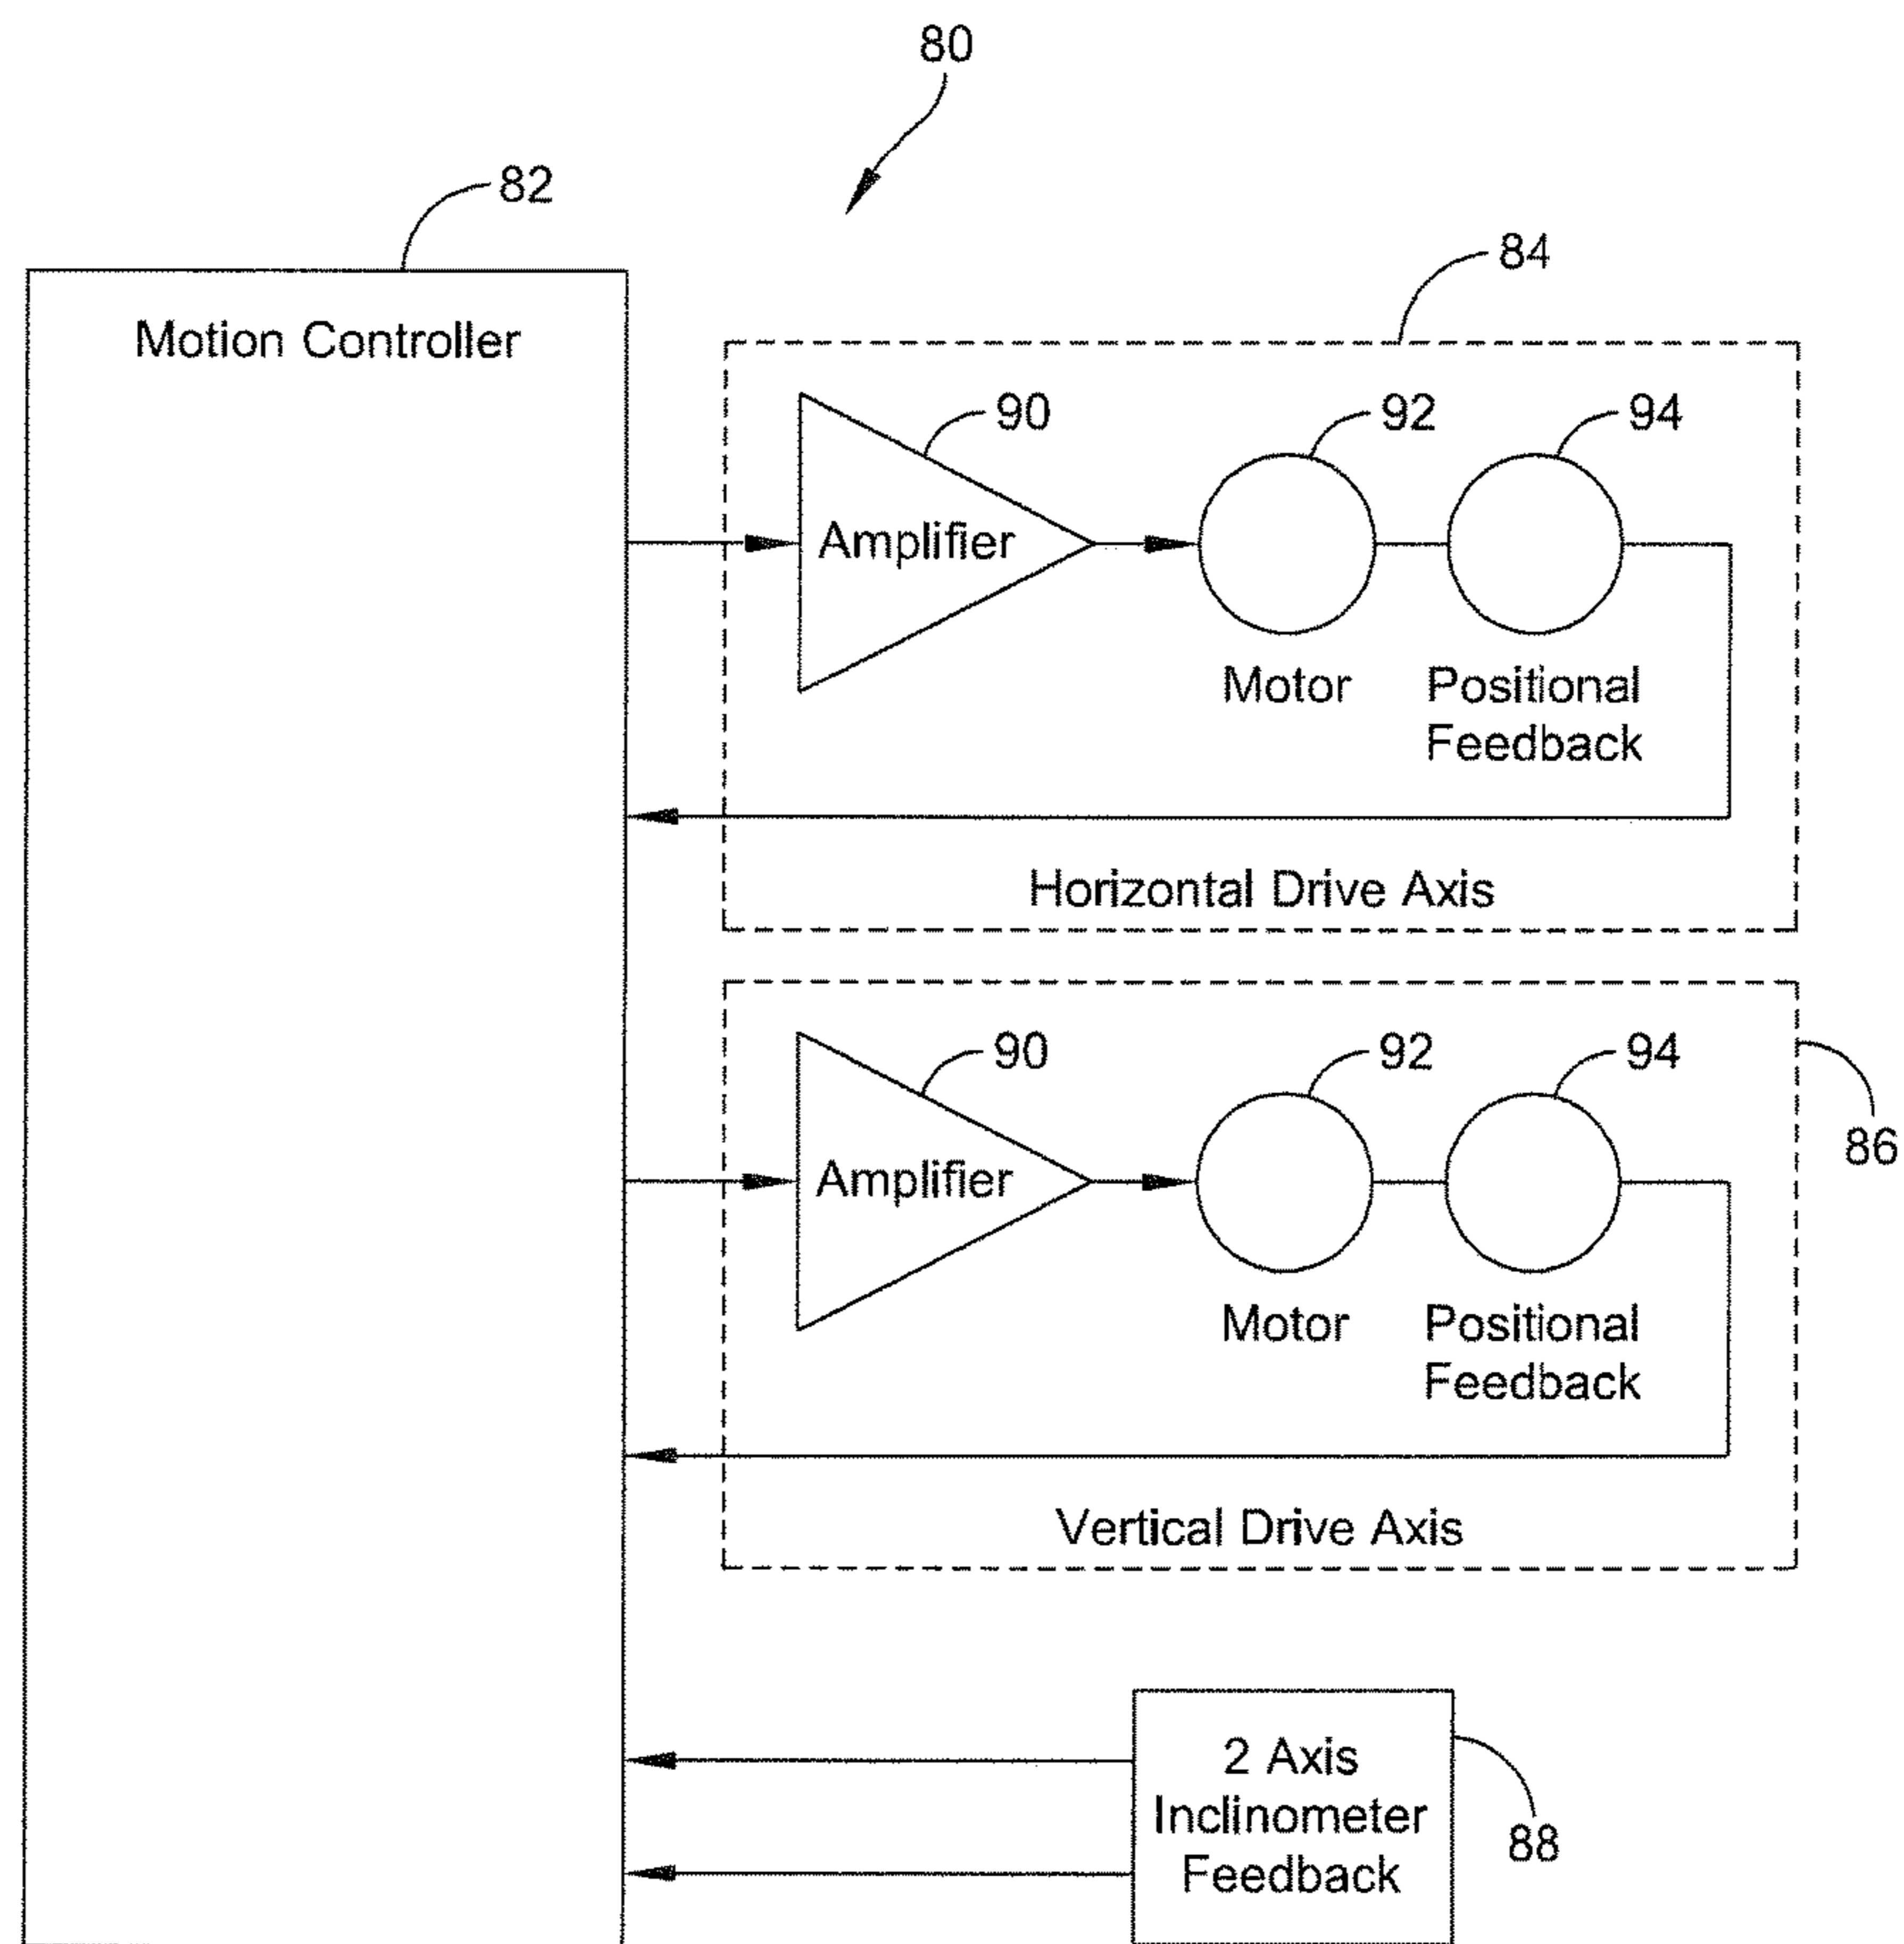 80
82
84
Motion Controller
90
92
94
Amplifier
Motor
Positional
Feedback
Horizontal Drive Axis
90
92
94
86
Amplifier
Motor
Positional
Feedback
Vertical Drive Axis
2 Axis
Inclinometer
Feedback
88